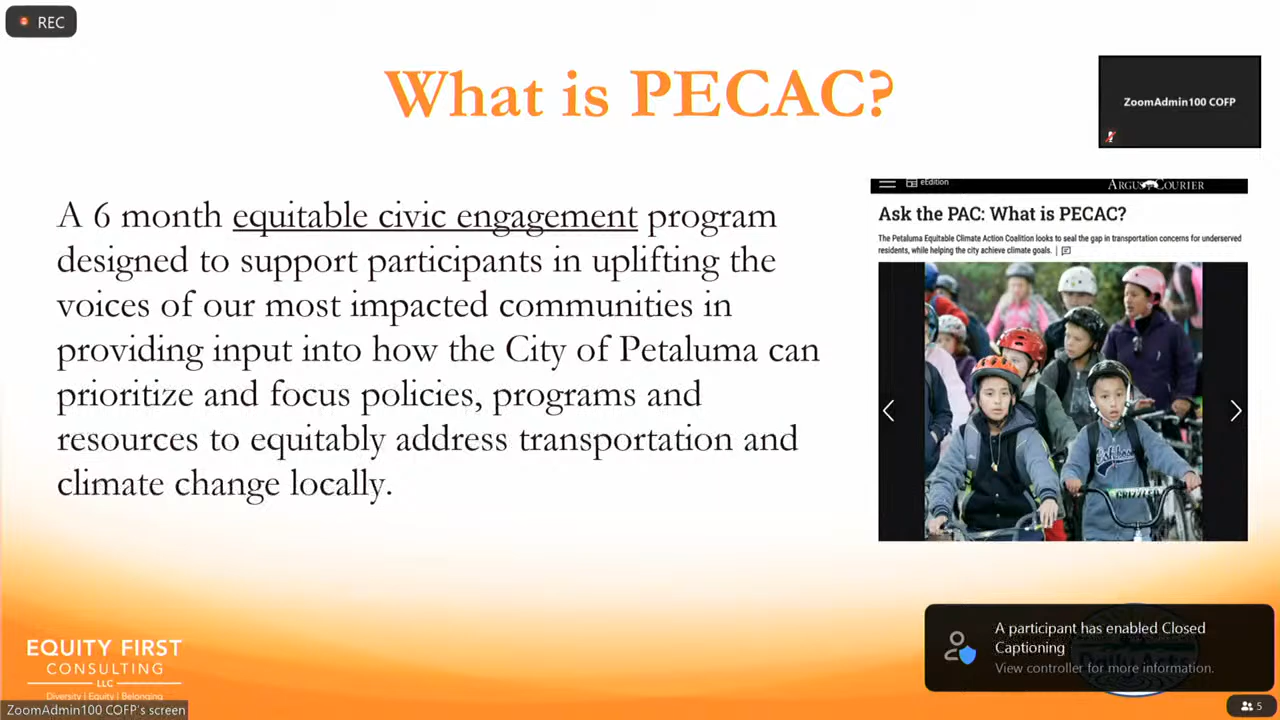 REC
What is PECAC?
ZoomAdmin100 COFP
A 6 month equitable civic engagement program
designed to support participants in uplifting the
voices of our most impacted communities in
providing input into how the City of Petaluma can
prioritize and focus policies, programs and
resources to equitably address transportation and
climate change locally.
eEdition
ARGUS COURIER
Ask the PAC: What is PECAC?
The Petaluma Equitable Climate Action Coalition looks to seal the gap in transportation concerns for underserved
residents, while helping the city achieve climate goals.
A participant has enabled Closed
Captioning
View controller for more information.
EQUITY FIRST
CONSULTING
LLC
Diversity | Equity | Belonging
ZoomAdmin100 COFP's screen
5